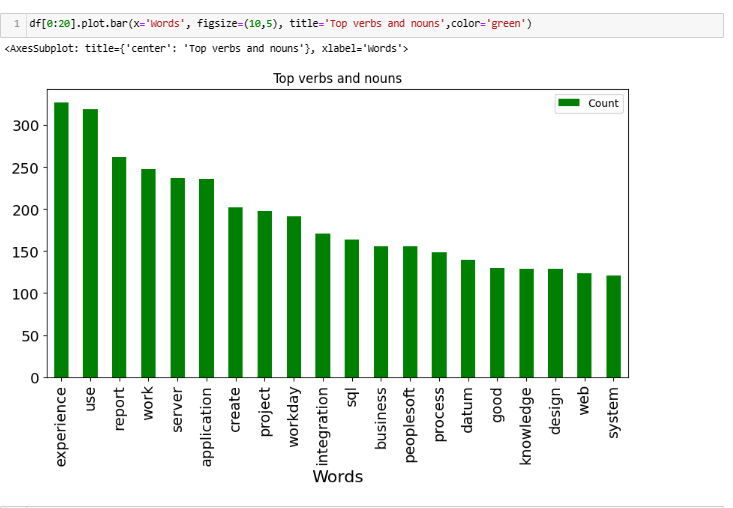 1 df[0:20].plot.bar(x='Words', figsize=(10,5), title='Top verbs and nouns',color='green')
<AxesSubplot: title={'center': 'Top verbs and nouns'}, xlabel='Words'>
Top verbs and nouns
Count
300
250
200
150
100
50
0
experience
use
report
work
server
application
create
project
workday
integration
sql
business
peoplesoft
process
datum
good
knowledge
design
web
system
Words